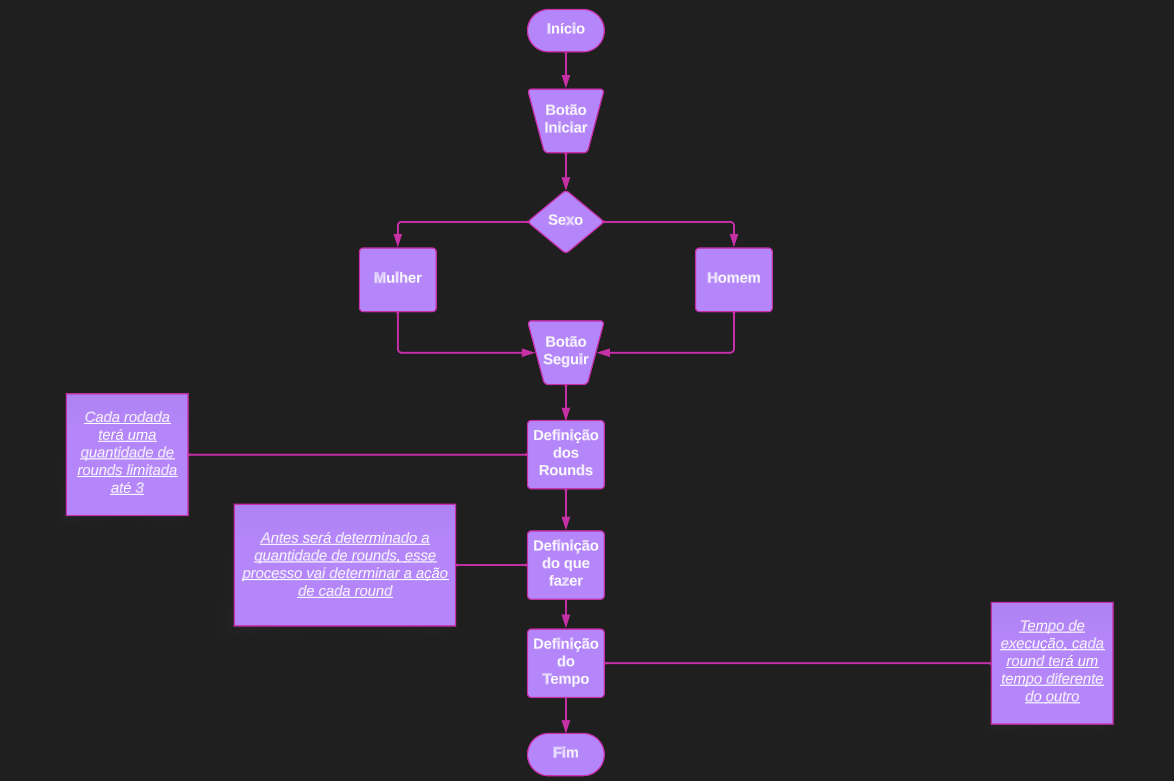 Início
Botão
Iniciar
Sexo
Mulher
Homem
Botão
Seguir
Cada rodada
terá uma
quantidade de
rounds limitada
até 3
Definição
dos
Rounds
Antes será determinado a
quantidade de rounds, esse
processo vai determinar a ação
de cada round
Definição
do que
fazer
Definição
do
Tempo
Tempo de
execução, cada
round terá um
tempo diferente
do outro
Fim